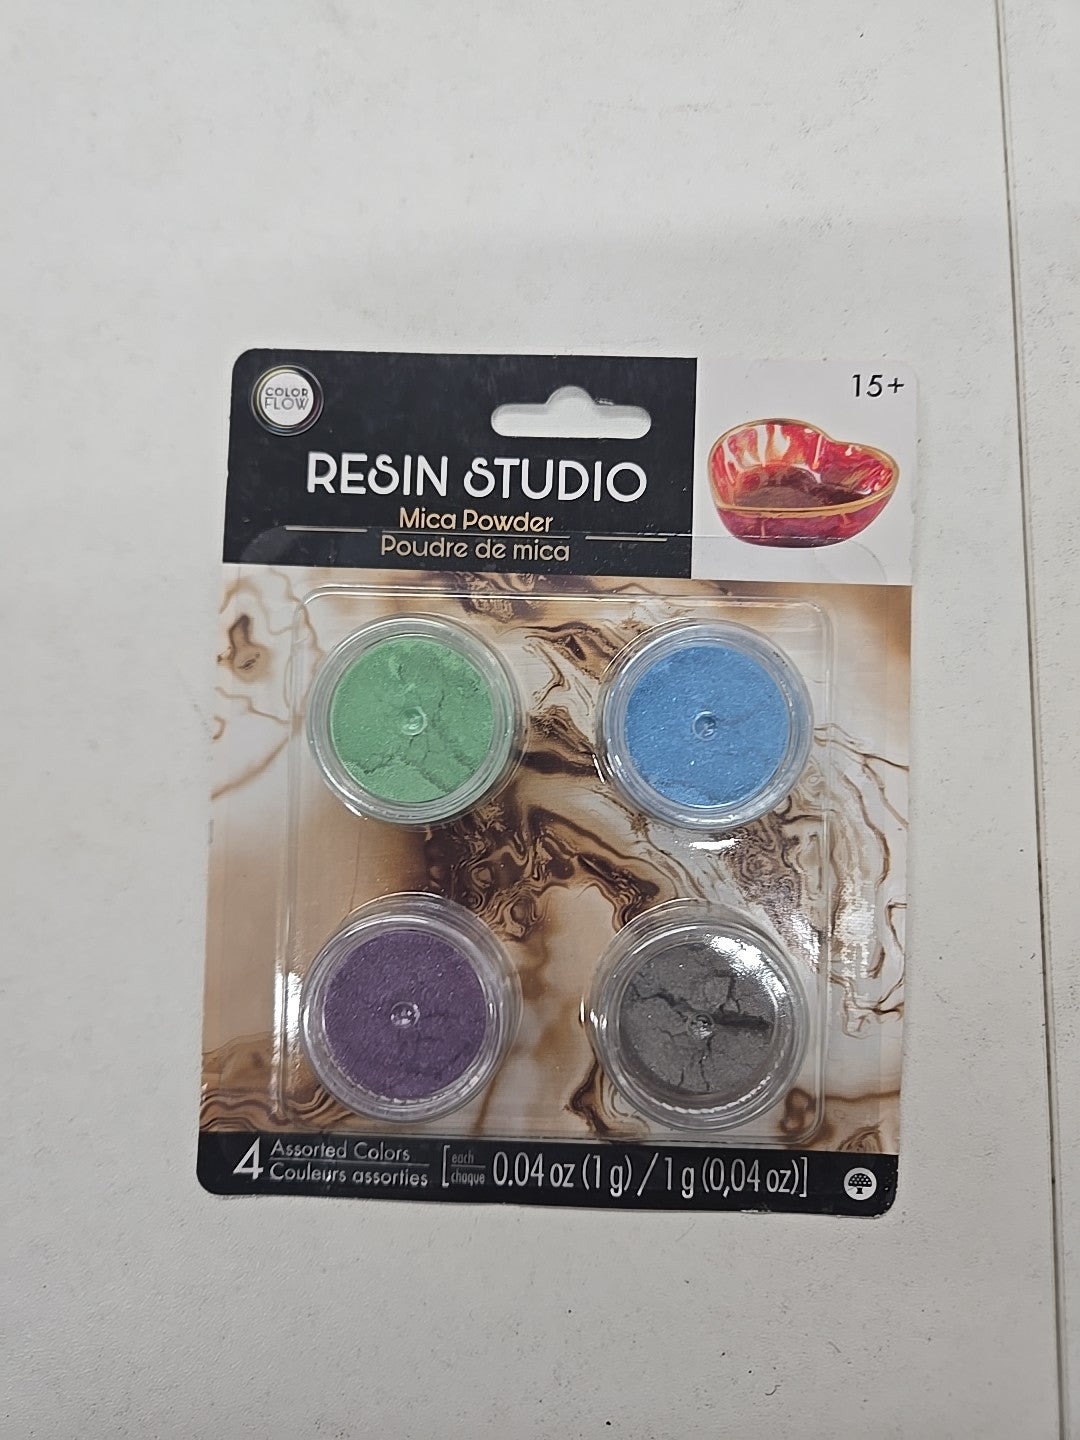 COLOR
FLOW
15+
RESIN STUDIO
Mica Powder
Poudre de mica
4 Assorted Colors
Couleurs assorties
[each
chaque 0.04 oz (1 g) / 1 g (0,04 oz)]